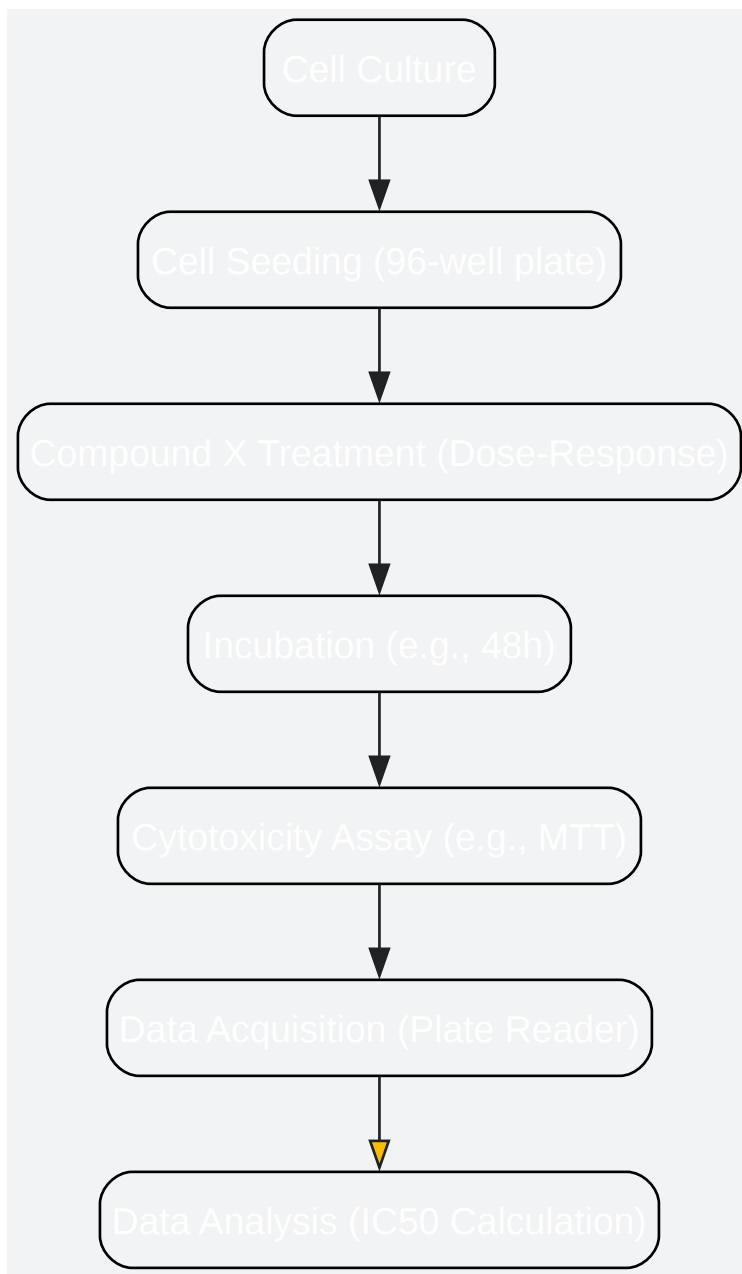 Cell Culture
Cell Seeding (96-well plate)
Compound X Treatment (Dose-Response)
Incubation (e.g., 48h)
Cytotoxicity Assay (e.g., MTT)
Data Acquisition (Plate Reader)
Data Analysis (IC50 Calculation)